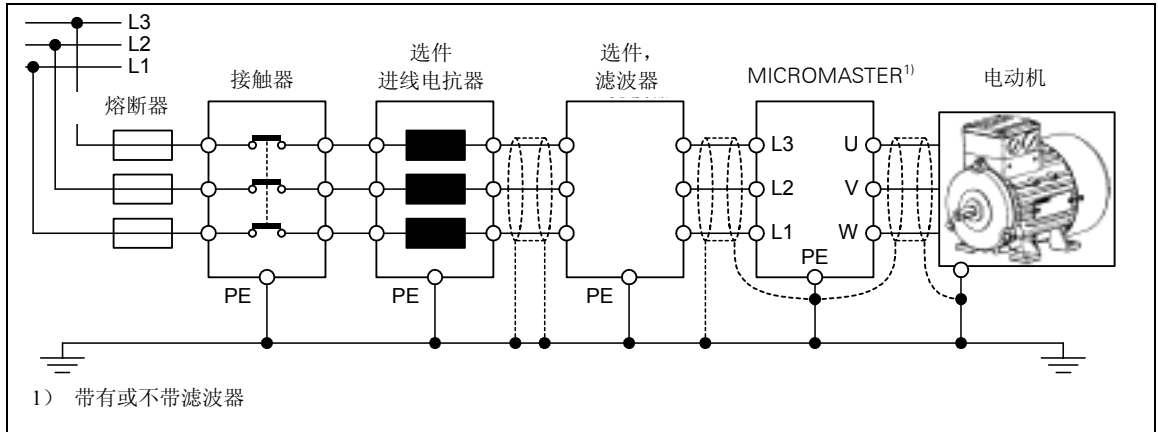 L3
L2
L1
熔断器
接触器
选件
进线电抗器
选件,
滤波器
MICROMASTER1)
电动机
L3
L2
L1
U
V
W
PE
PE
PE
PE
1） 带有或不带滤波器